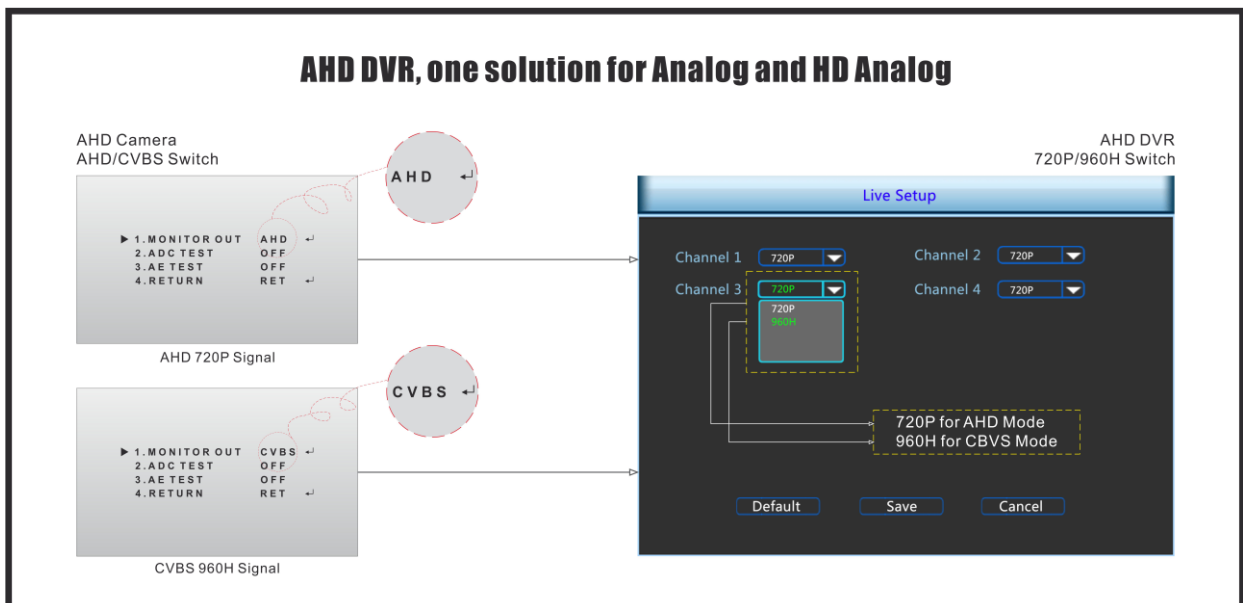 AHD DVR, one solution for Analog and HD Analog
AHD Camera
AHD/CVBS Switch
AHD
1.MONITOR OUT AHD
2.ADC TEST OFF
3.AE TEST OFF
4.RETURN RET
AHD 720P Signal
CVBS
1.MONITOR OUT CVBS
2.ADC TEST OFF
3.AE TEST OFF
4.RETURN RET
CVBS 960H Signal
AHD DVR
720P/960H Switch
Live Setup
Channel 1 720P Channel 2 720P
Channel 3 720P Channel 4 720P
720P
960H
720P for AHD Mode
960H for CBVS Mode
Default Save Cancel